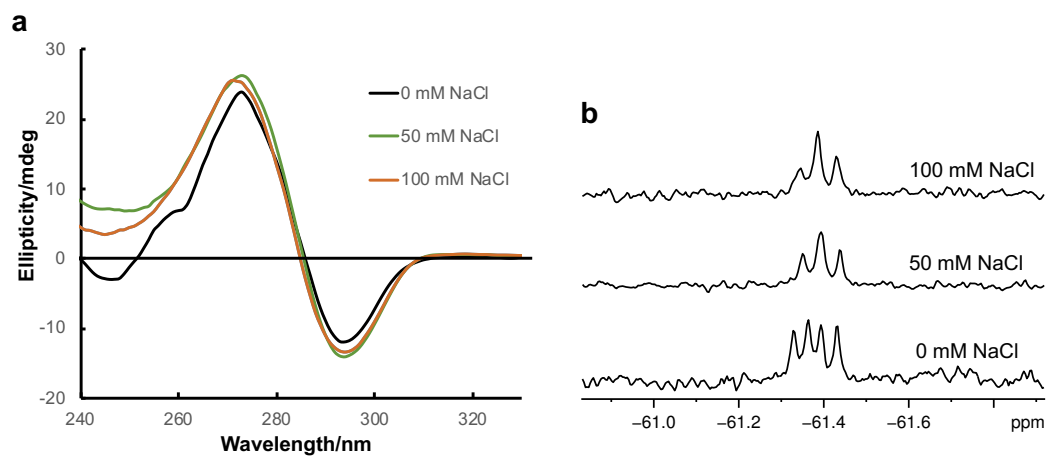 a
30
20
10
0
-10
-20
240
260
280
300
320
Ellipticity/mdeg
Wavelength/nm
0 mM NaCl
50 mM NaCl
100 mM NaCl
b
100 mM NaCl
50 mM NaCl
0 mM NaCl
−61.0
−61.2
−61.4
−61.6
ppm